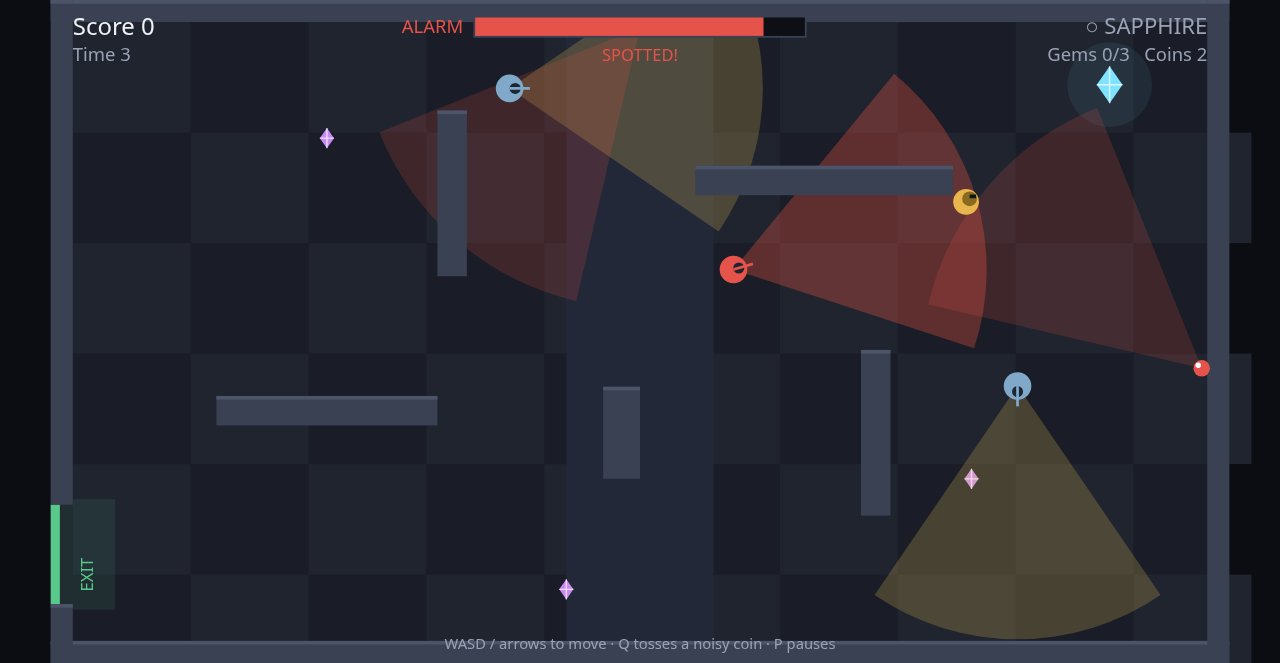 Score 0
ALARM
○ SAPPHIRE
Time 3
SPOTTED!
Gems 0/3 Coins 2
EXIT
WASD / arrows to move · Q tosses a noisy coin · P pauses